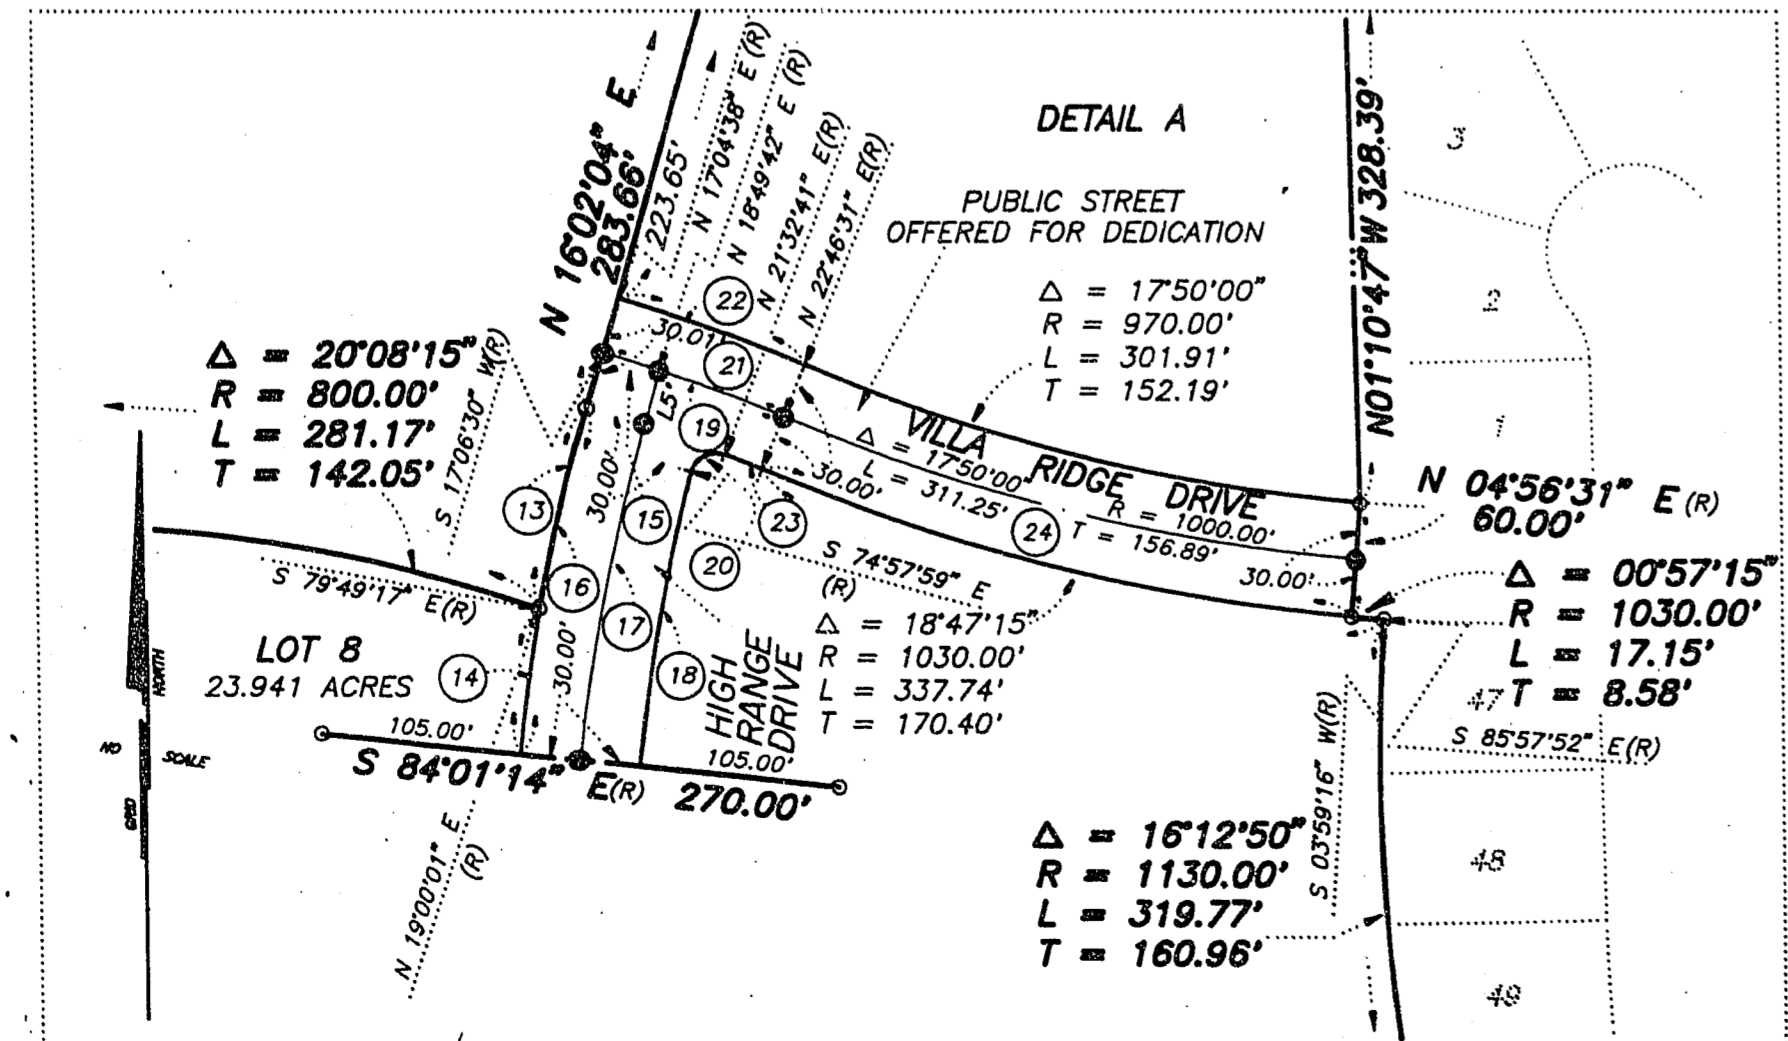 DETAIL A
PUBLIC STREET
OFFERED FOR DEDICATION
Δ = 17°50'00"
R = 970.00'
L = 301.91'
T = 152.19'
N 16°02'04" E
283.66'
223.65'
N 17°04'38" E (R)
N 18°49'42" E (R)
N 21°32'41" E(R)
N 22°46'31" E(R)
22
30.01'
21
L5
19
Δ = 20°08'15"
R = 800.00'
L = 281.17'
T = 142.05'
S 17°06'30" W(R)
N01°10'47"W 328.39'
3
2
1
VILLA RIDGE DRIVE
Δ = 17°50'00"
L = 311.25'
R = 1000.00'
T = 156.89'
30.00'
24
30.00'
N 04°56'31" E (R)
60.00'
Δ = 00°57'15"
R = 1030.00'
L = 17.15'
T = 8.58'
13
30.00'
15
23
20
S 74°57'59" E
(R)
S 79°49'17" E(R)
16
17
18
14
30.00'
Δ = 18°47'15"
R = 1030.00'
L = 337.74'
T = 170.40'
HIGH
RANGE
DRIVE
LOT 8
23.941 ACRES
NORTH
NO
SCALE
GRID
105.00'
105.00'
S 84°01'14" E(R) 270.00'
N 19°00'01" E
(R)
47
S 85°57'52" E(R)
S 03°59'16" W(R)
Δ = 16°12'50"
R = 1130.00'
L = 319.77'
T = 160.96'
48
49